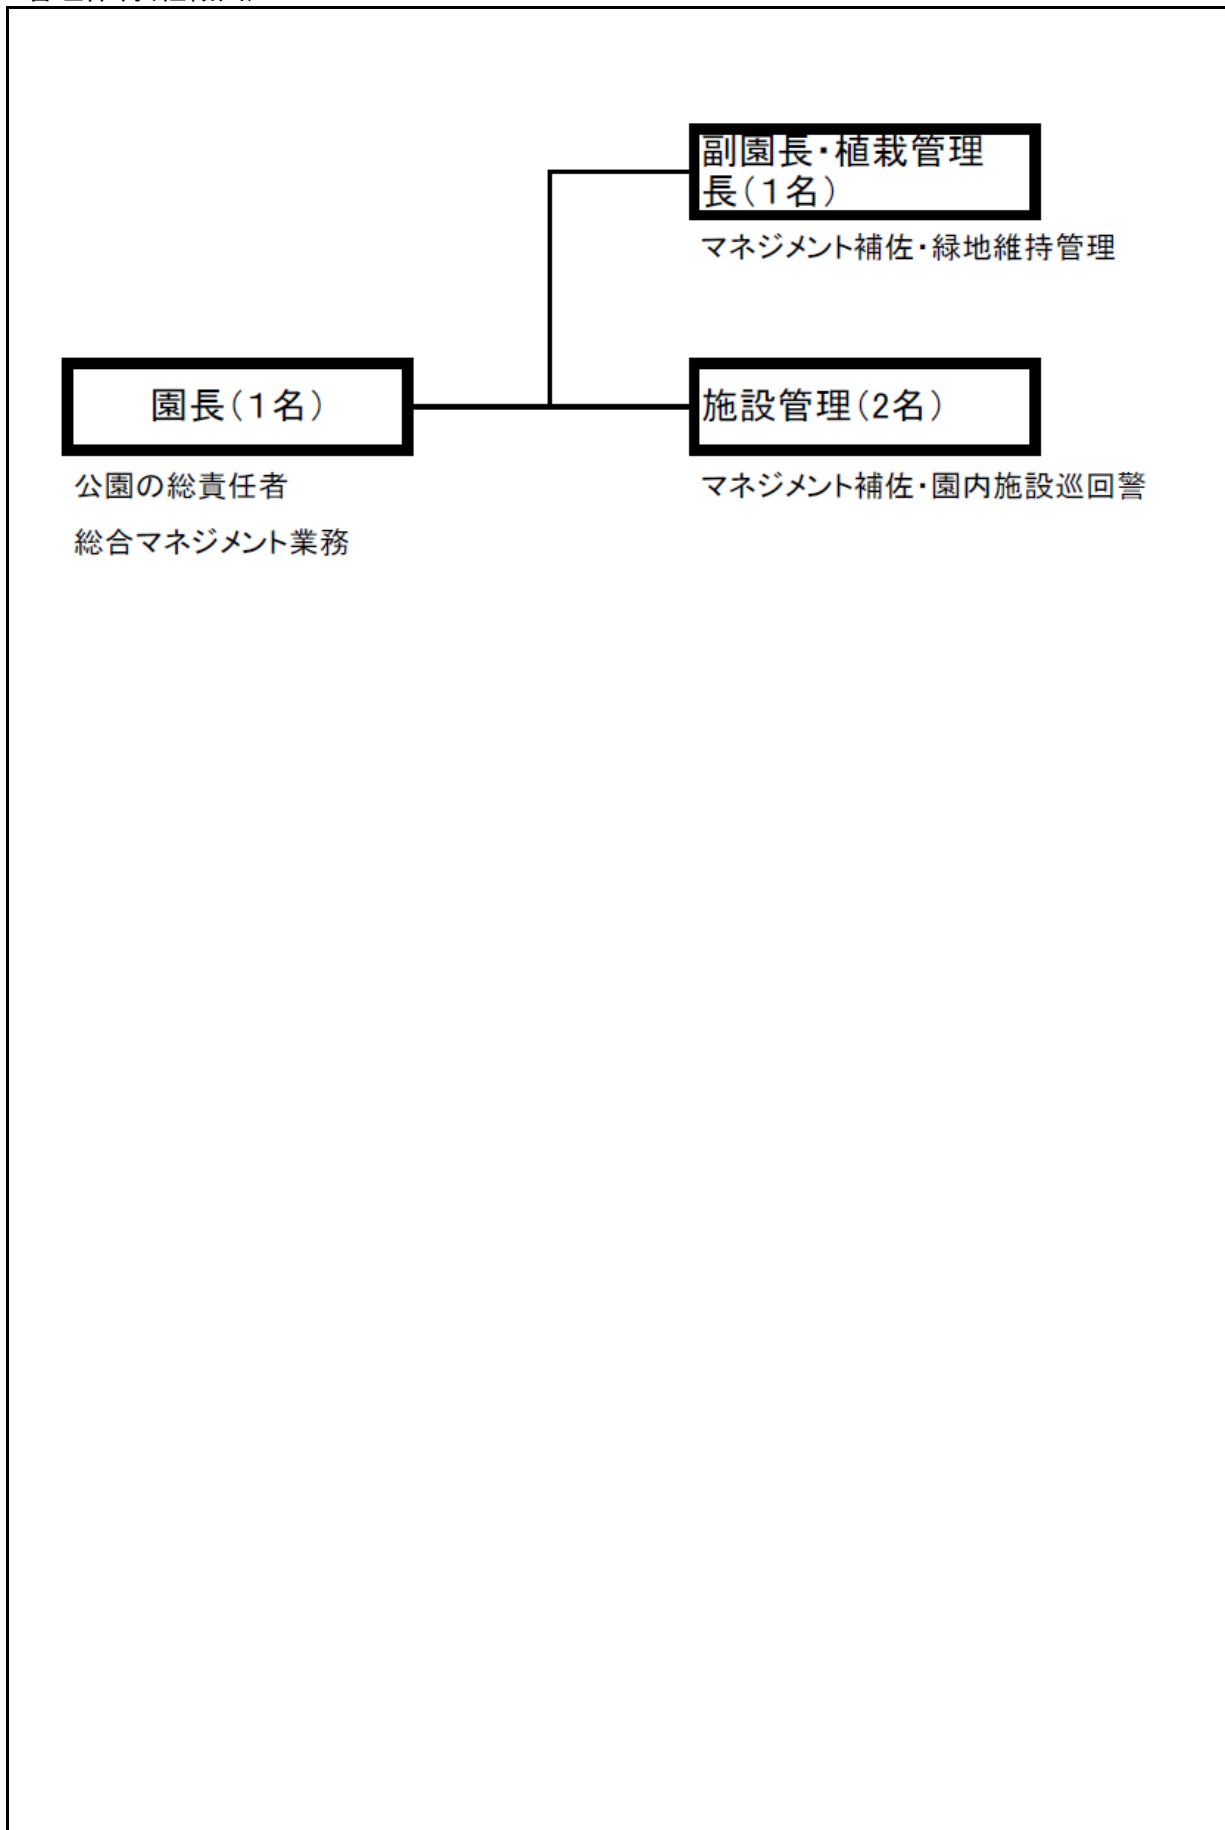 園長(１名)
公園の総責任者
総合マネジメント業務
副園長・植栽管理
長(１名)
マネジメント補佐・緑地維持管理
施設管理(2名)
マネジメント補佐・園内施設巡回警